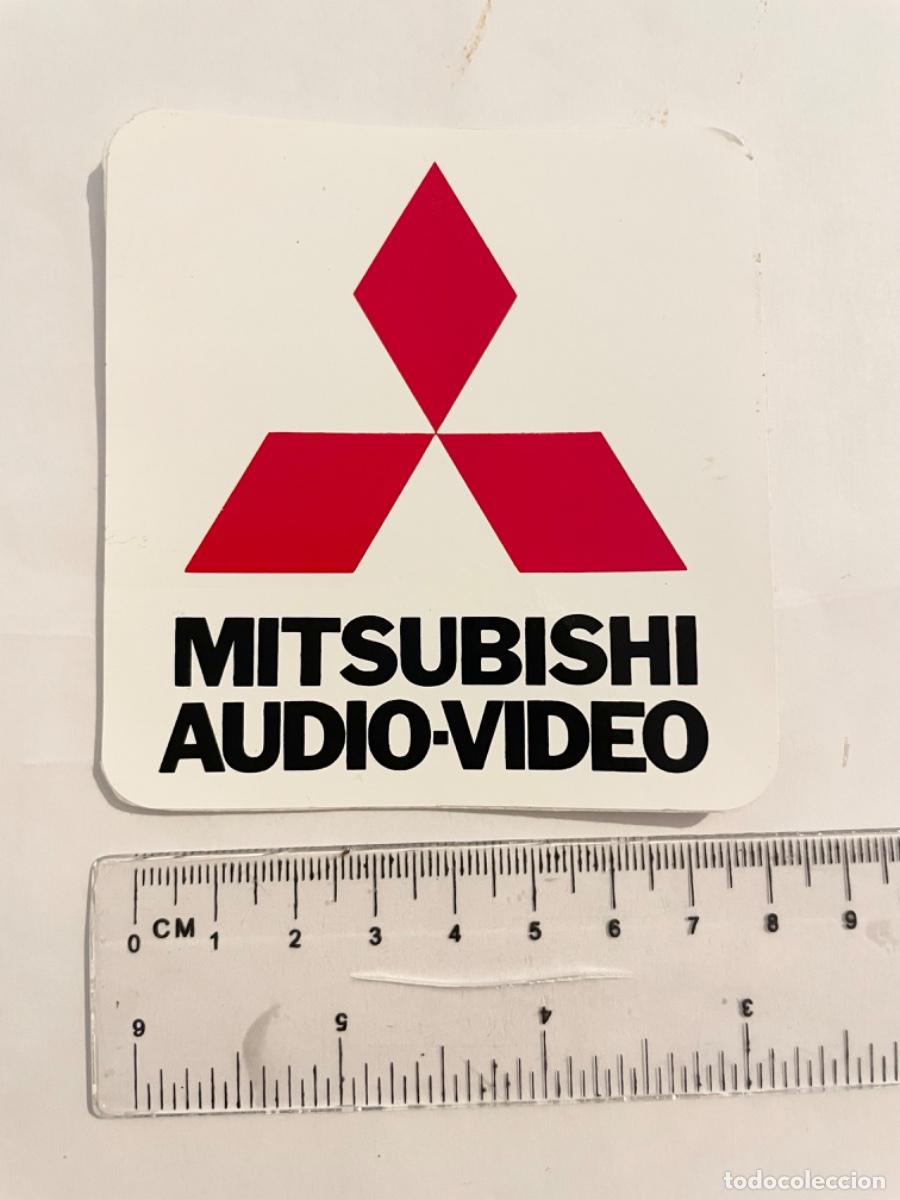 MITSUBISHI
AUDIO-VIDEO
0 CM 1 2 3 4 5 6 7 8 9
6 5 4 3
todocoleccion